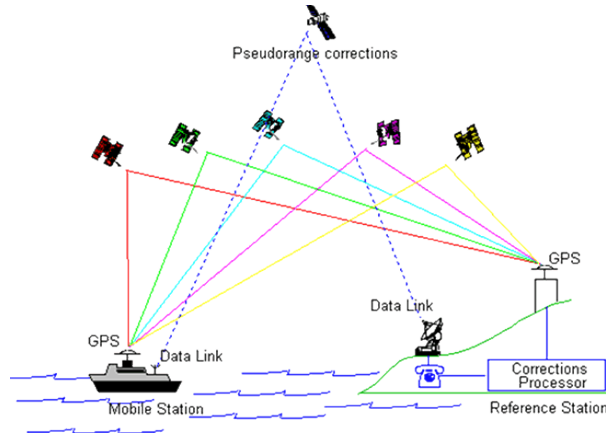 Pseudorange corrections
GPS
Data Link
GPS
Data Link
Corrections
Processor
Mobile Station
Reference Station